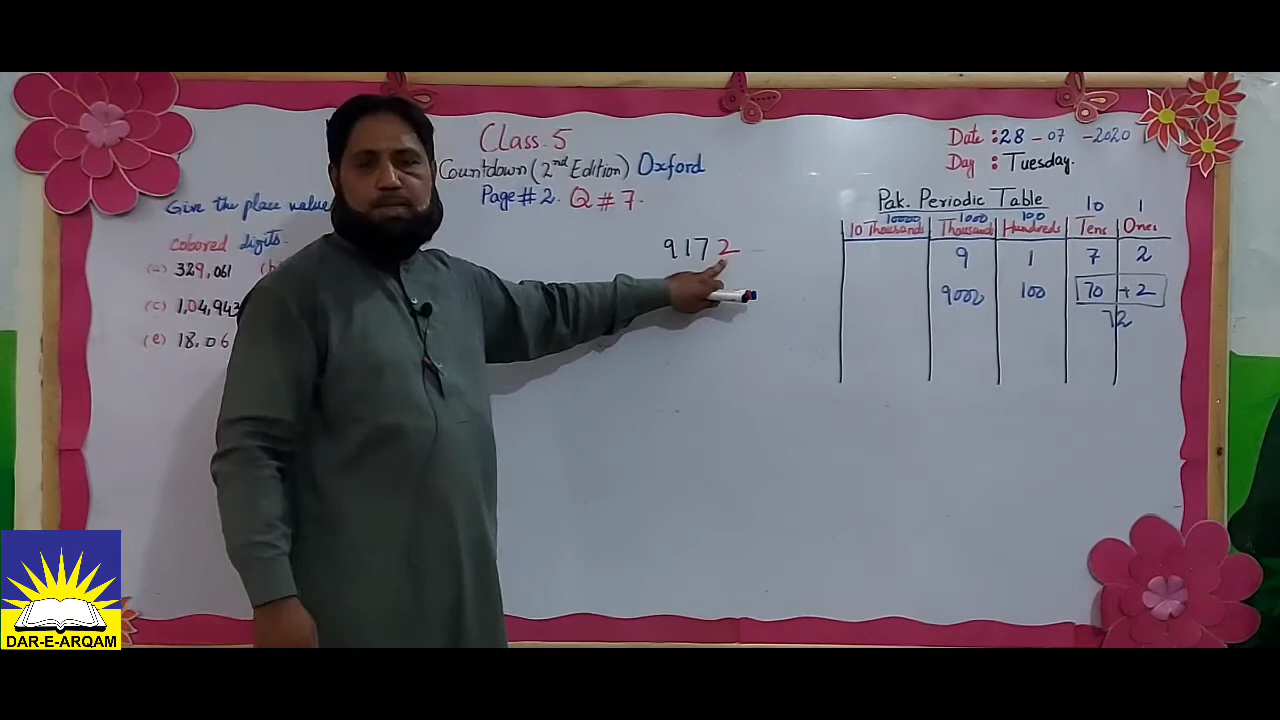 Class-5
Countdown (2nd Edition) Oxford
Page # 2. Q # 7.
Date : 28 - 07 - 2020
Day : Tuesday.
Give the place value
colored digits.
(a) 329,061
(c) 1,04,943
(e) 18,06
9172
Pak. Periodic Table
10 1
10000 1000 100
10 Thousands Thousands Hundreds Tens Ones
9 1 7 2
9000 100 70 + 2
72
DAR-E-ARQAM